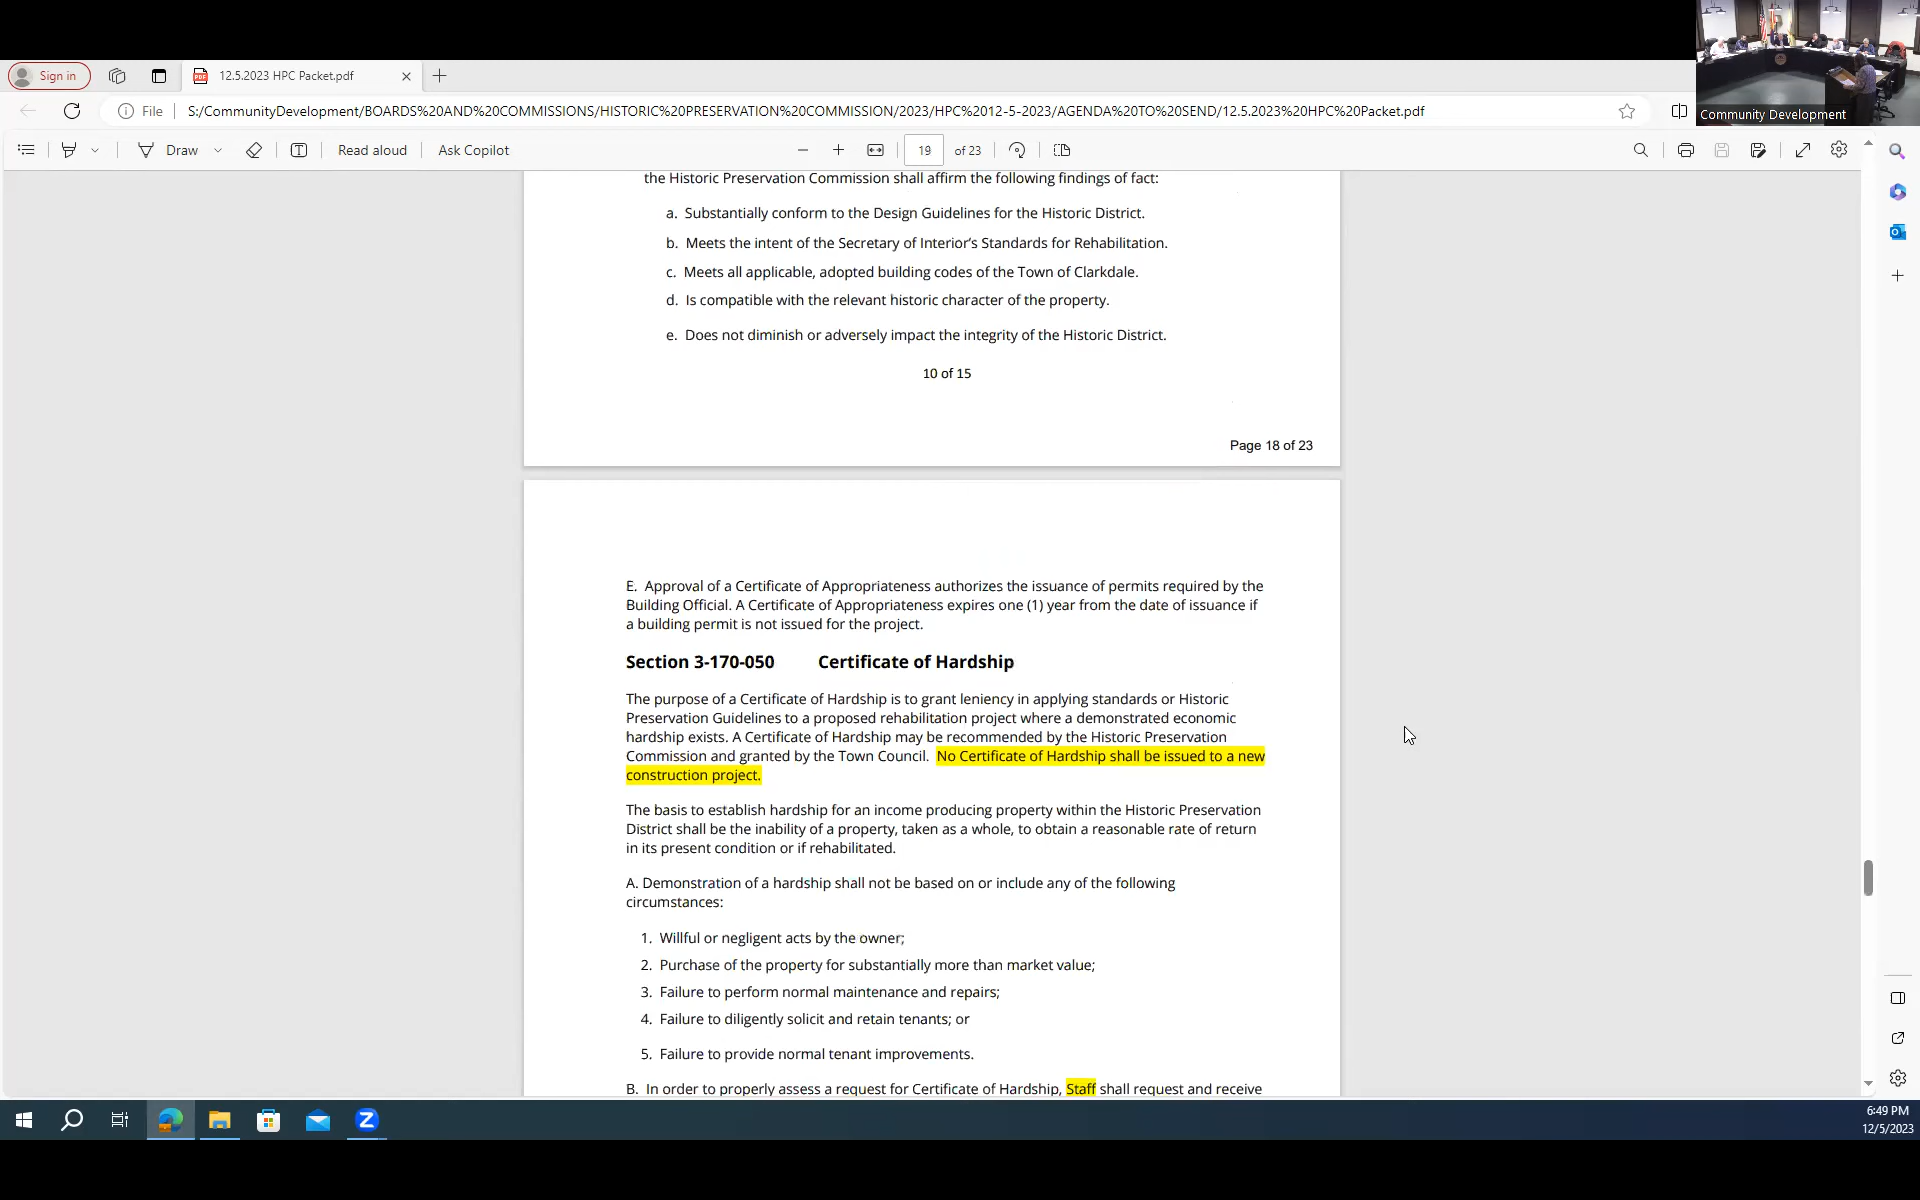 Sign in
12.5.2023 HPC Packet.pdf
File
S:/CommunityDevelopment/BOARDS%20AND%20COMMISSIONS/HISTORIC%20PRESERVATION%20COMMISSION/2023/HPC%2012-5-2023/AGENDA%20TO%20SEND/12.5.2023%20HPC%20Packet.pdf
Community Development
Draw
Read aloud
Ask Copilot
19
of 23
the Historic Preservation Commission shall affirm the following findings of fact:
a. Substantially conform to the Design Guidelines for the Historic District.
b. Meets the intent of the Secretary of Interior's Standards for Rehabilitation.
c. Meets all applicable, adopted building codes of the Town of Clarkdale.
d. Is compatible with the relevant historic character of the property.
e. Does not diminish or adversely impact the integrity of the Historic District.
10 of 15
Page 18 of 23
E. Approval of a Certificate of Appropriateness authorizes the issuance of permits required by the
Building Official. A Certificate of Appropriateness expires one (1) year from the date of issuance if
a building permit is not issued for the project.
Section 3-170-050 Certificate of Hardship
The purpose of a Certificate of Hardship is to grant leniency in applying standards or Historic
Preservation Guidelines to a proposed rehabilitation project where a demonstrated economic
hardship exists. A Certificate of Hardship may be recommended by the Historic Preservation
Commission and granted by the Town Council. No Certificate of Hardship shall be issued to a new
construction project.
The basis to establish hardship for an income producing property within the Historic Preservation
District shall be the inability of a property, taken as a whole, to obtain a reasonable rate of return
in its present condition or if rehabilitated.
A. Demonstration of a hardship shall not be based on or include any of the following
circumstances:
1. Willful or negligent acts by the owner;
2. Purchase of the property for substantially more than market value;
3. Failure to perform normal maintenance and repairs;
4. Failure to diligently solicit and retain tenants; or
5. Failure to provide normal tenant improvements.
B. In order to properly assess a request for Certificate of Hardship, Staff shall request and receive
6:49 PM
12/5/2023